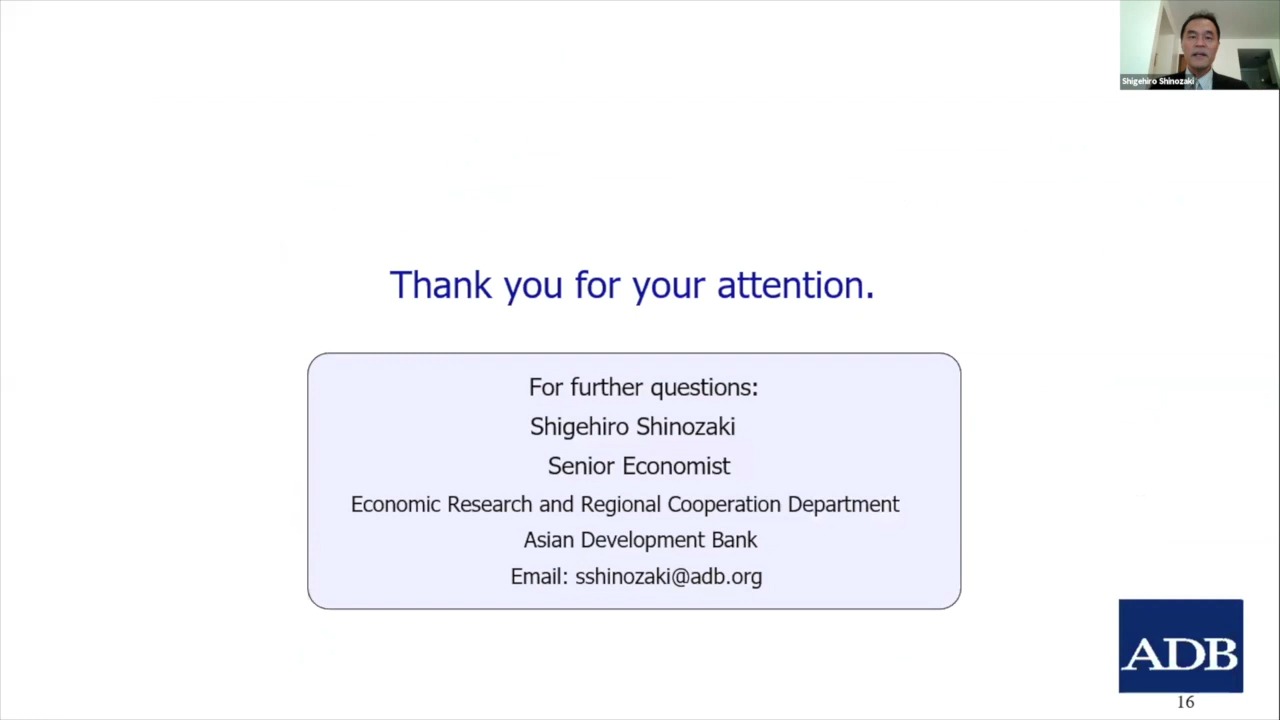 Shigehiro Shinozaki
Thank you for your attention.
For further questions:
Shigehiro Shinozaki
Senior Economist
Economic Research and Regional Cooperation Department
Asian Development Bank
Email: sshinozaki@adb.org
ADB
16